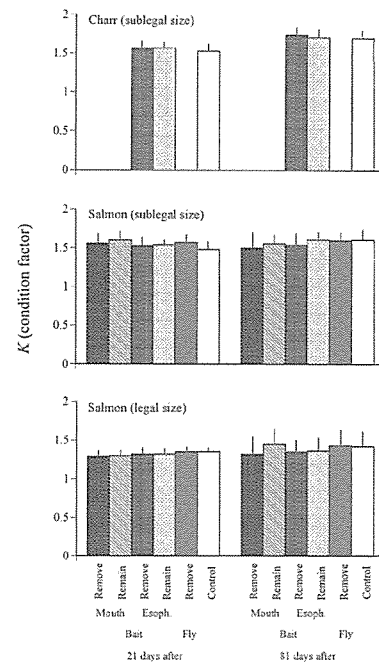 2
Charr (sublegal size)
1.5
1
0.5
0
2
Salmon (sublegal size)
1.5
1
0.5
0
K (condition factor)
2
Salmon (legal size)
1.5
1
0.5
0
Remove Remain Remove Remain Remove Control Remove Remain Remove Remain Remove Control
Mouth Esoph. Mouth Esoph.
Bait Fly Bait Fly
21 days after 81 days after